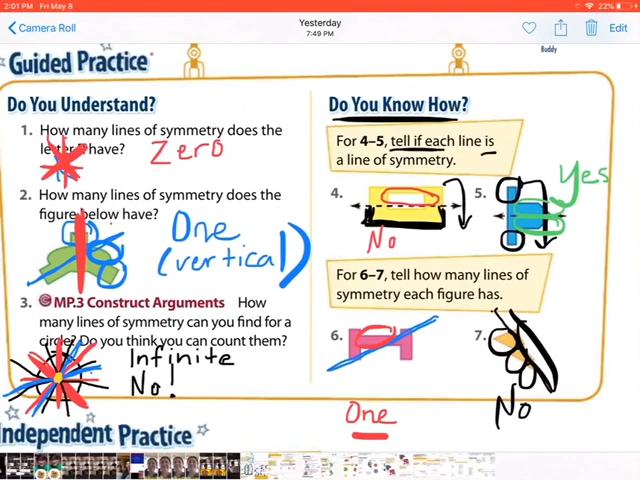 2:01 PM Fri May 8
22%
Camera Roll
Yesterday
7:49 PM
Edit
Buddy
Guided Practice
Do You Understand?
1. How many lines of symmetry does the
letter have?
Zero
2. How many lines of symmetry does the
figure below have?
One
(vertical)
3. MP.3 Construct Arguments How
many lines of symmetry can you find for a
circle? Do you think you can count them?
Infinite
No!
Do You Know How?
For 4–5, tell if each line is
a line of symmetry.
4.
No
5.
Yes
For 6–7, tell how many lines of
symmetry each figure has.
6.
One
7.
No
Independent Practice